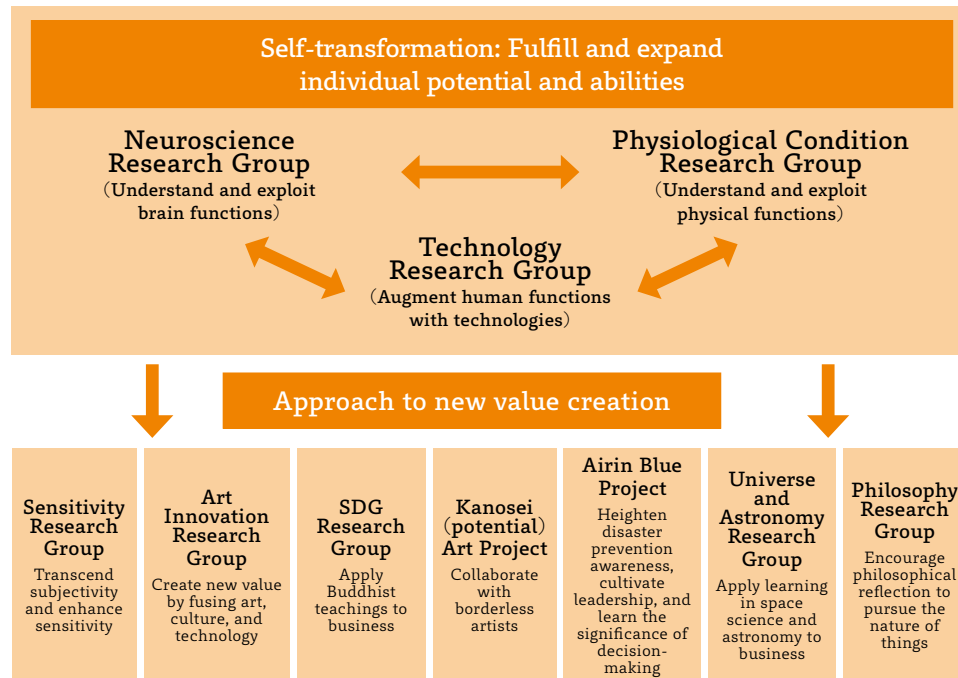 Self-transformation: Fulfill and expand
individual potential and abilities
Neuroscience
Research Group
(Understand and exploit
brain functions)
Physiological Condition
Research Group
(Understand and exploit
physical functions)
Technology
Research Group
(Augment human functions
with technologies)
Approach to new value creation
Sensitivity
Research
Group
Transcend
subjectivity
and enhance
sensitivity
Art
Innovation
Research
Group
Create new value
by fusing art,
culture, and
technology
SDG
Research
Group
Apply
Buddhist
teachings to
business
Kanosei
(potential)
Art Project
Collaborate
with
borderless
artists
Airin Blue
Project
Heighten
disaster
prevention
awareness,
cultivate
leadership, and
learn the
significance of
decision-
making
Universe
and
Astronomy
Research
Group
Apply learning
in space
science and
astronomy to
business
Philosophy
Research
Group
Encourage
philosophical
reflection to
pursue the
nature of
things